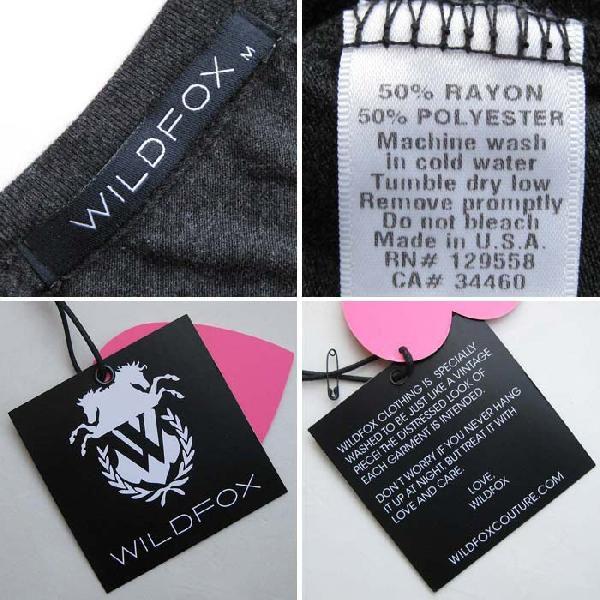 WILDFOX M
50% RAYON
50% POLYESTER
Machine wash
in cold water
Tumble dry low
Remove promptly
Do not bleach
Made in U.S.A.
RN# 129558
CA# 34460
W
WILDFOX
WILDFOX CLOTHING IS SPECIALLY
WASHED TO BE JUST LIKE A VINTAGE
PIECE! THE DISTRESSED LOOK OF
EACH GARMENT IS INTENDED.
DON'T WORRY IF YOU NEVER HANG
IT UP AT NIGHT, BUT TREAT IT WITH
LOVE AND CARE.
LOVE,
WILDFOX
WILDFOXCOUTURE.COM